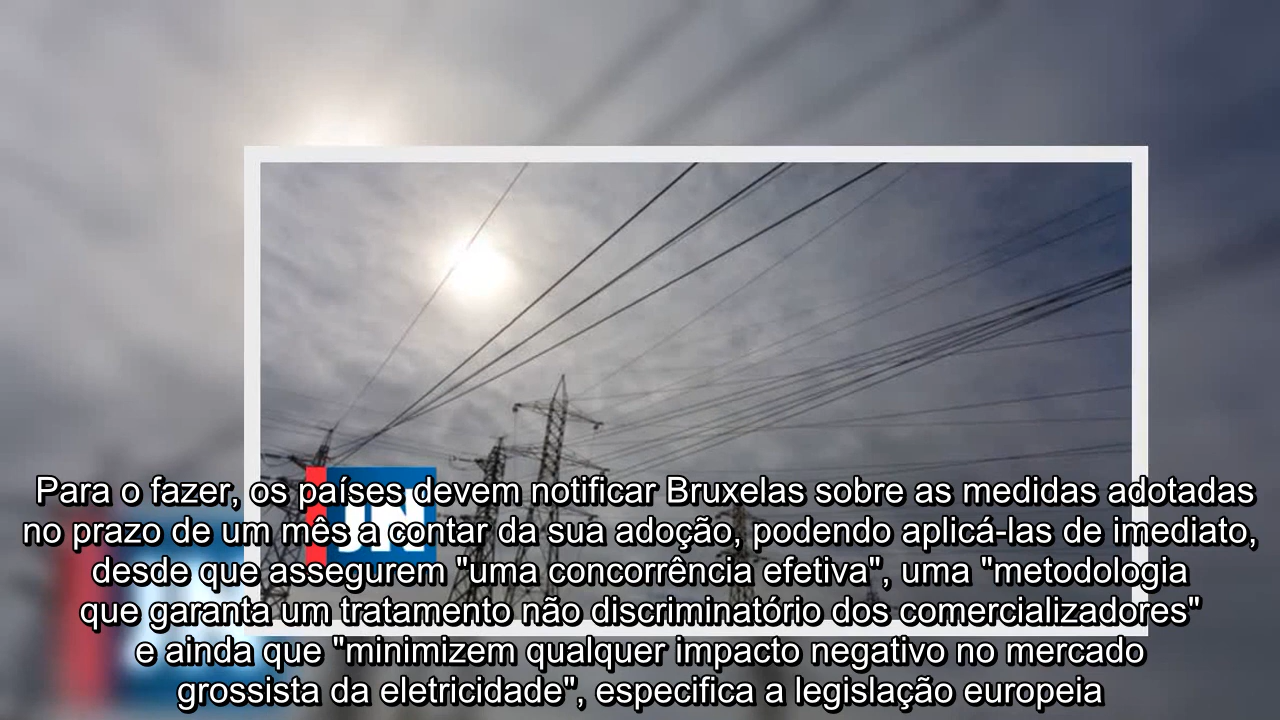 Para o fazer, os países devem notificar Bruxelas sobre as medidas adotadas
no prazo de um mês a contar da sua adoção, podendo aplicá-las de imediato,
desde que assegurem "uma concorrência efetiva", uma "metodologia
que garanta um tratamento não discriminatório dos comercializadores"
e ainda que "minimizem qualquer impacto negativo no mercado
grossista da eletricidade", especifica a legislação europeia
JN